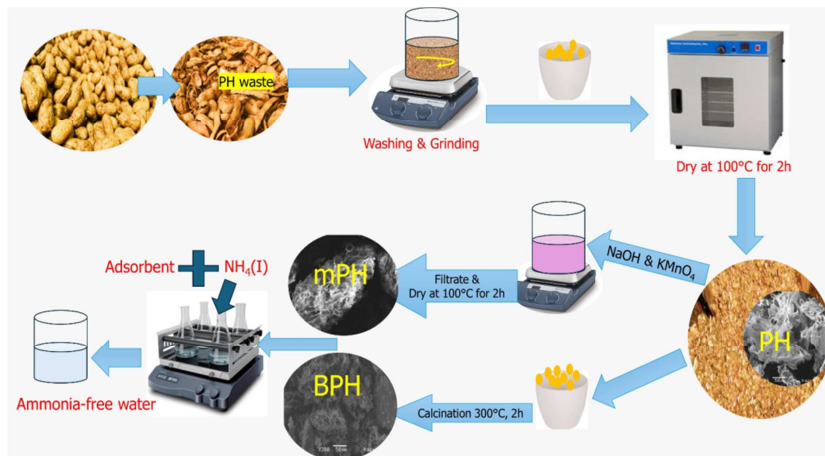 PH waste
Washing & Grinding
Dry at 100°C for 2h
NaOH & KMnO₄
PH
mPH
Filtrate &
Dry at 100°C for 2h
BPH
Calcination 300°C, 2h
Adsorbent
NH₄(I)
Ammonia-free water